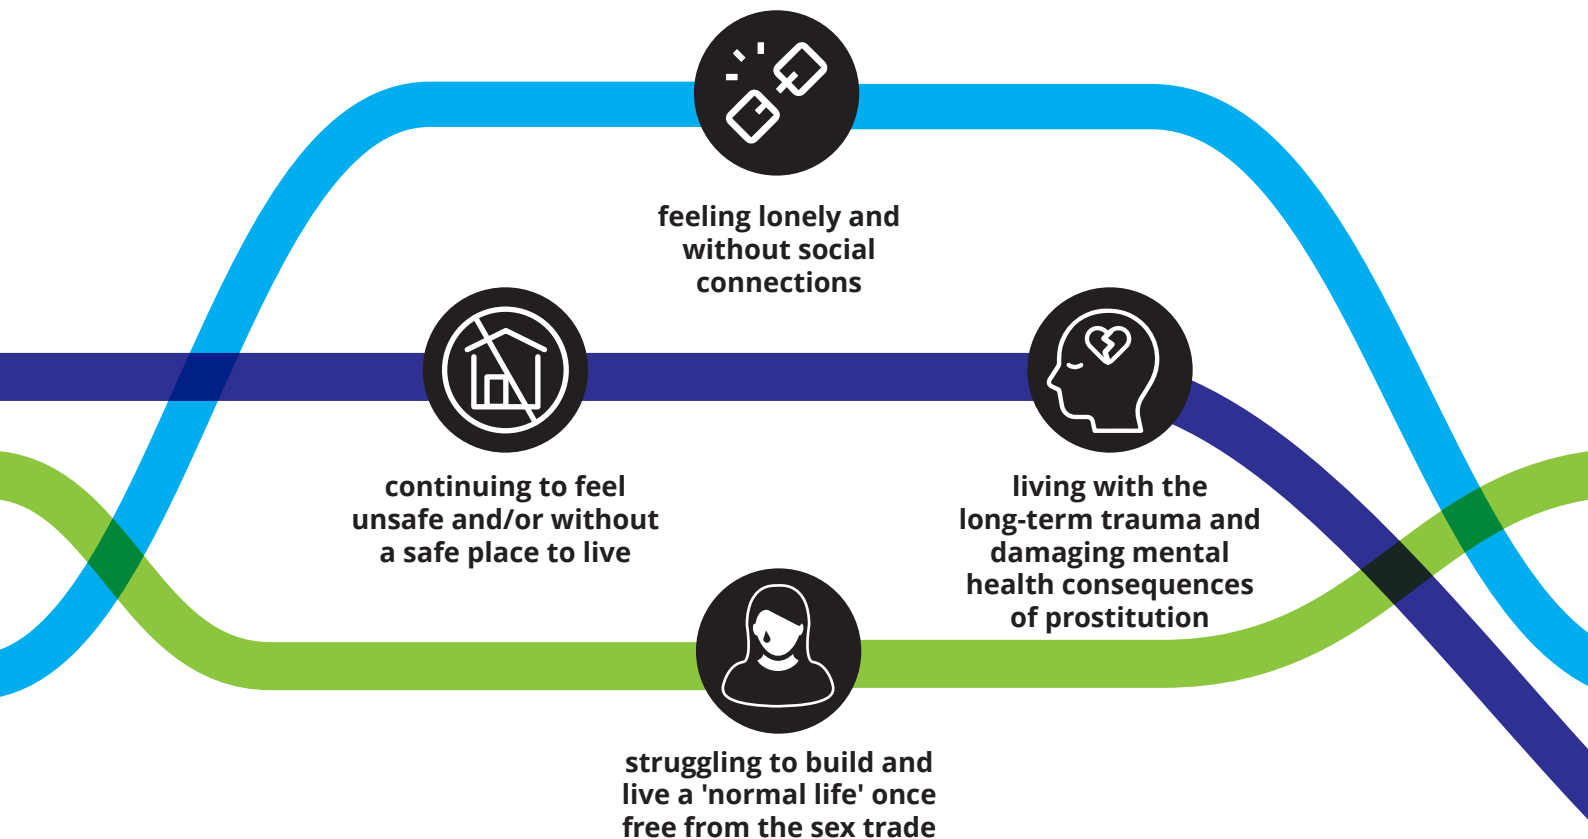 feeling lonely and
without social
connections
continuing to feel
unsafe and/or without
a safe place to live
living with the
long-term trauma and
damaging mental
health consequences
of prostitution
struggling to build and
live a 'normal life' once
free from the sex trade